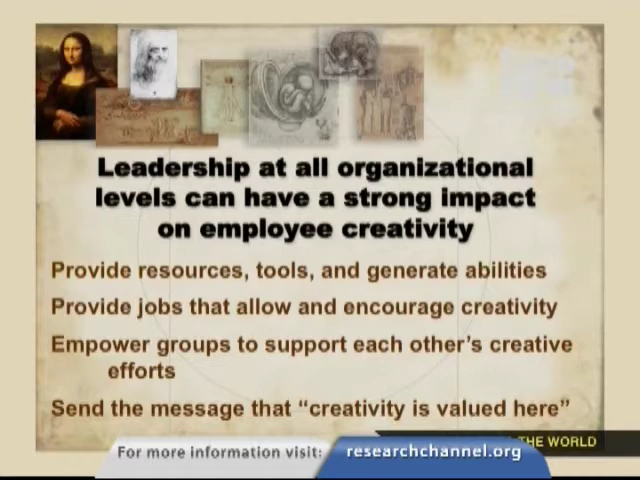 Leadership at all organizational
levels can have a strong impact
on employee creativity
Provide resources, tools, and generate abilities
Provide jobs that allow and encourage creativity
Empower groups to support each other's creative
efforts
Send the message that “creativity is valued here”
THE WORLD
For more information visit:
researchchannel.org